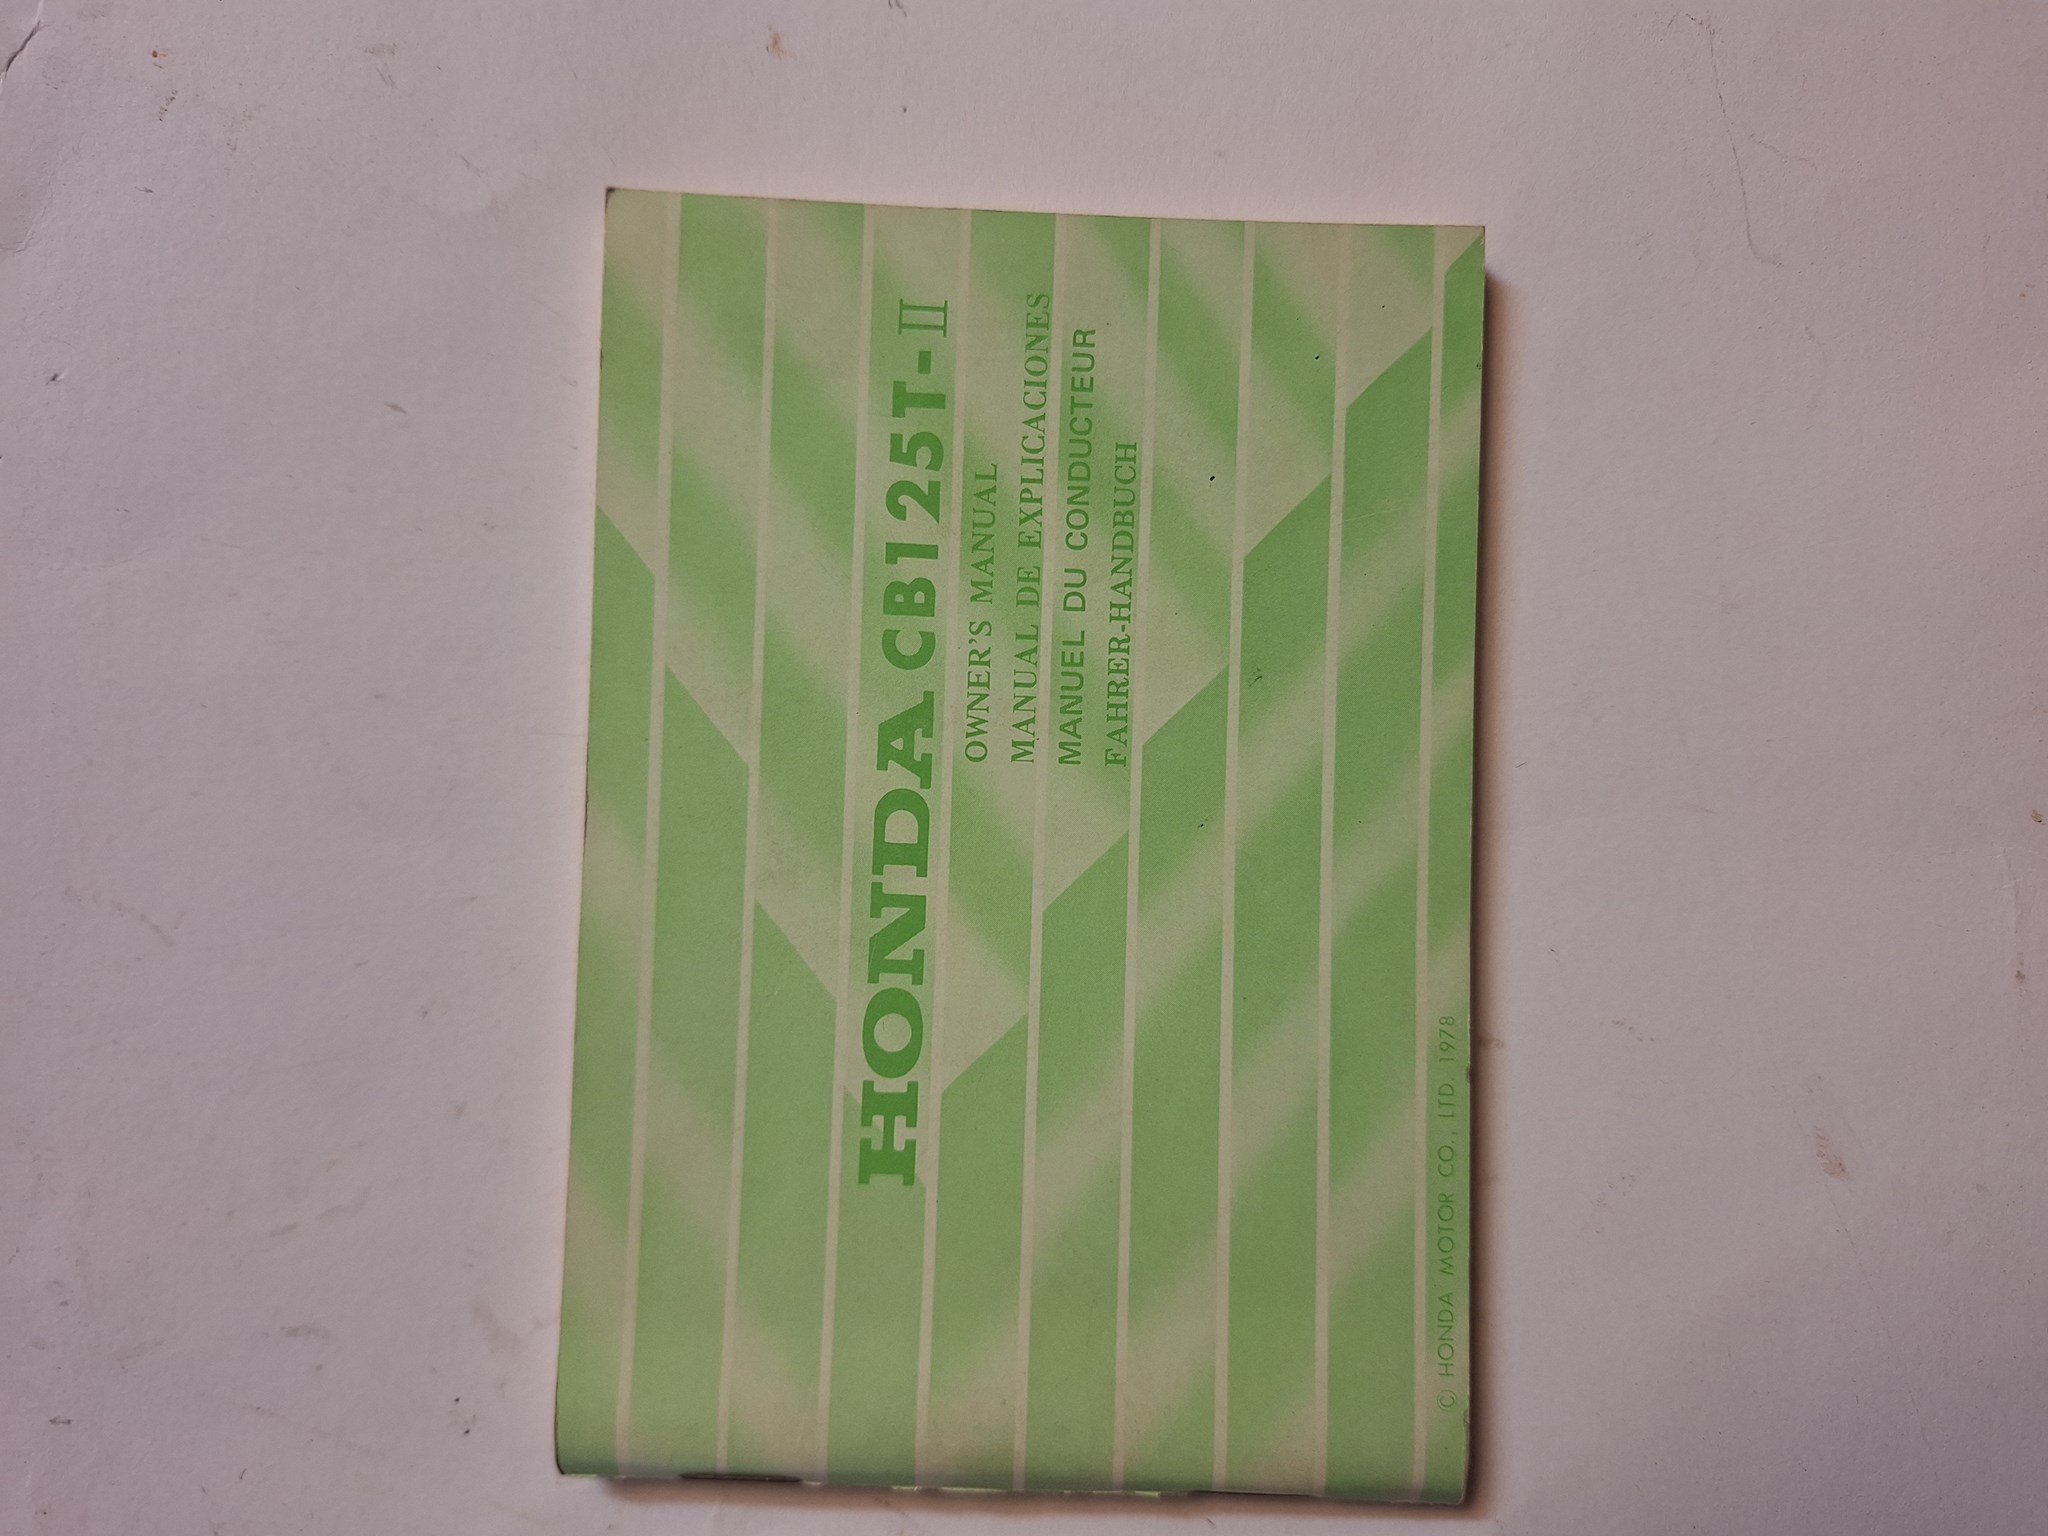 HONDA CB125T-II
OWNER'S MANUAL
MANUAL DE EXPLICACIONES
MANUEL DU CONDUCTEUR
FAHRER-HANDBUCH
© HONDA MOTOR CO., LTD. 1978